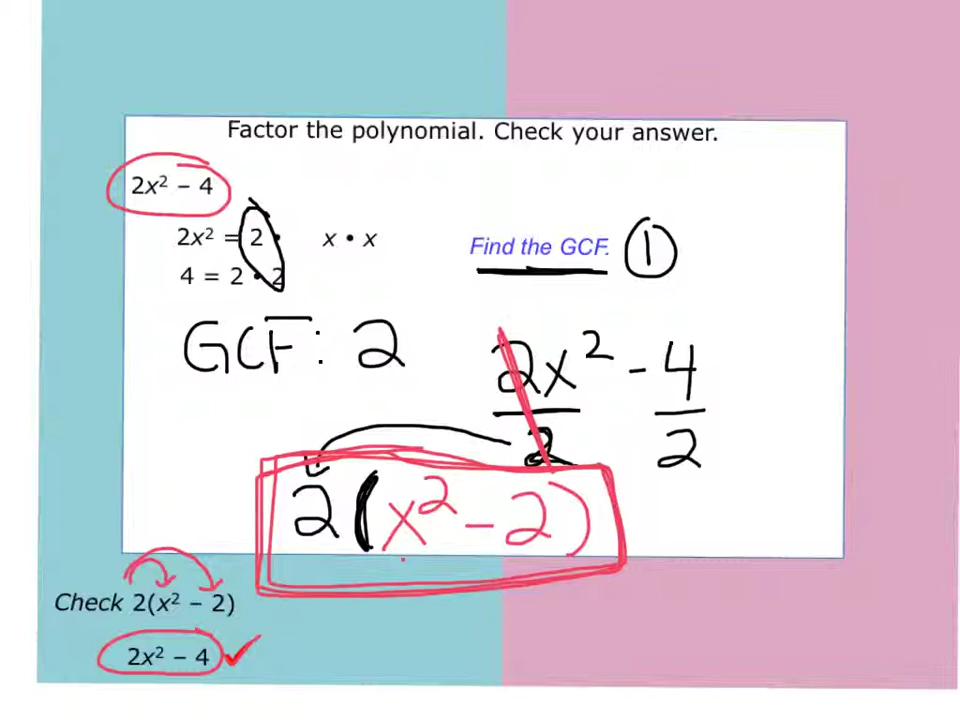 Factor the polynomial. Check your answer.
2x² – 4
2x² = 2 • x • x
Find the GCF. 1
4 = 2 • 2
GCF: 2
2x² - 4
2 2
2(x² - 2)
Check 2(x² – 2)
2x² – 4 ✓